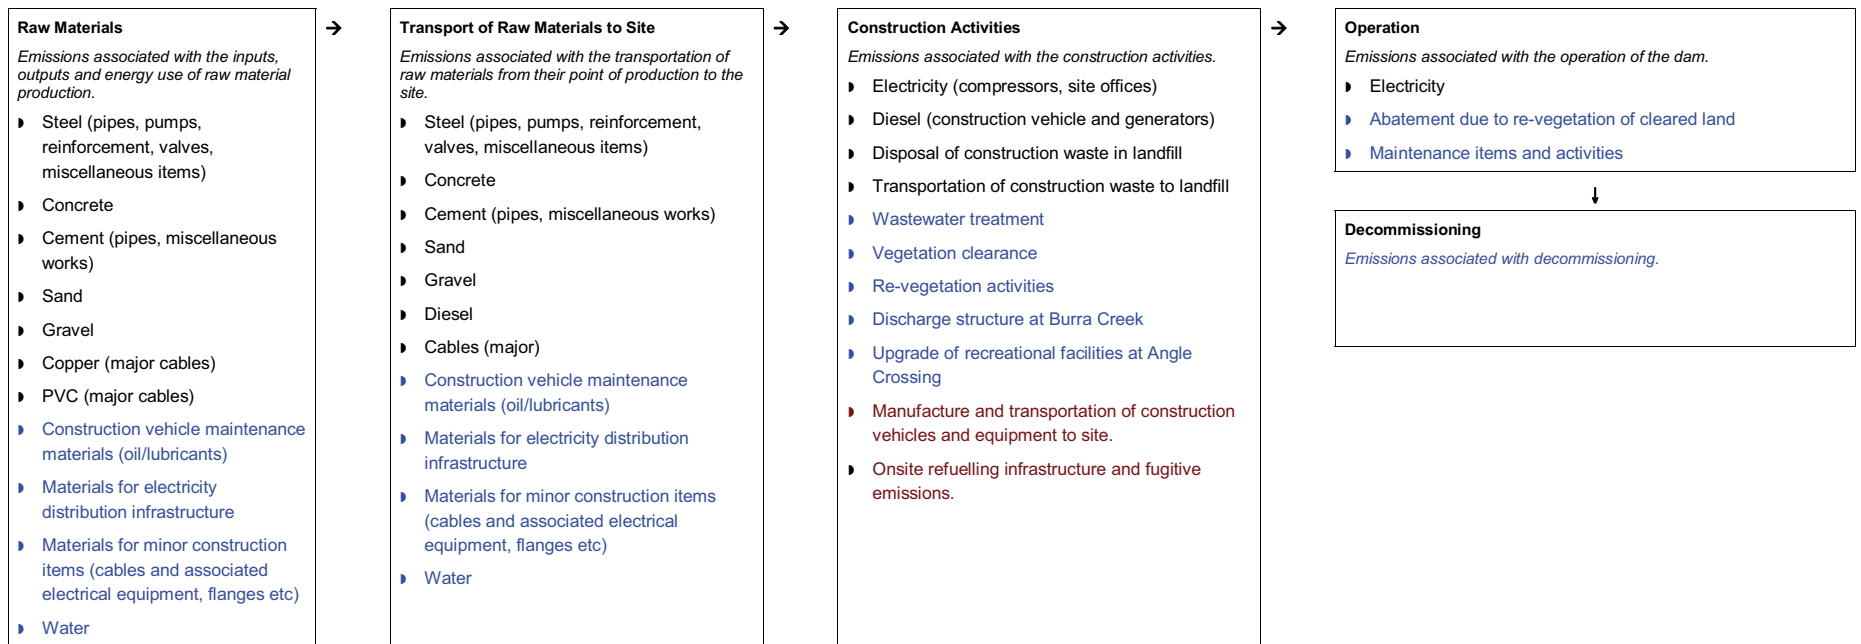 Raw Materials
Emissions associated with the inputs,
outputs and energy use of raw material
production.
Steel (pipes, pumps,
reinforcement, valves,
miscellaneous items)
Concrete
Cement (pipes, miscellaneous
works)
Sand
Gravel
Copper (major cables)
PVC (major cables)
Construction vehicle maintenance
materials (oil/lubricants)
Materials for electricity
distribution infrastructure
Materials for minor construction
items (cables and associated
electrical equipment, flanges etc)
Water
Transport of Raw Materials to Site
Emissions associated with the transportation of
raw materials from their point of production to the
site.
Steel (pipes, pumps, reinforcement,
valves, miscellaneous items)
Concrete
Cement (pipes, miscellaneous works)
Sand
Gravel
Diesel
Cables (major)
Construction vehicle maintenance
materials (oil/lubricants)
Materials for electricity distribution
infrastructure
Materials for minor construction items
(cables and associated electrical
equipment, flanges etc)
Water
Construction Activities
Emissions associated with the construction activities.
Electricity (compressors, site offices)
Diesel (construction vehicle and generators)
Disposal of construction waste in landfill
Transportation of construction waste to landfill
Wastewater treatment
Vegetation clearance
Re-vegetation activities
Discharge structure at Burra Creek
Upgrade of recreational facilities at Angle
Crossing
Manufacture and transportation of construction
vehicles and equipment to site.
Onsite refuelling infrastructure and fugitive
emissions.
Operation
Emissions associated with the operation of the dam.
Electricity
Abatement due to re-vegetation of cleared land
Maintenance items and activities
Decommissioning
Emissions associated with decommissioning.